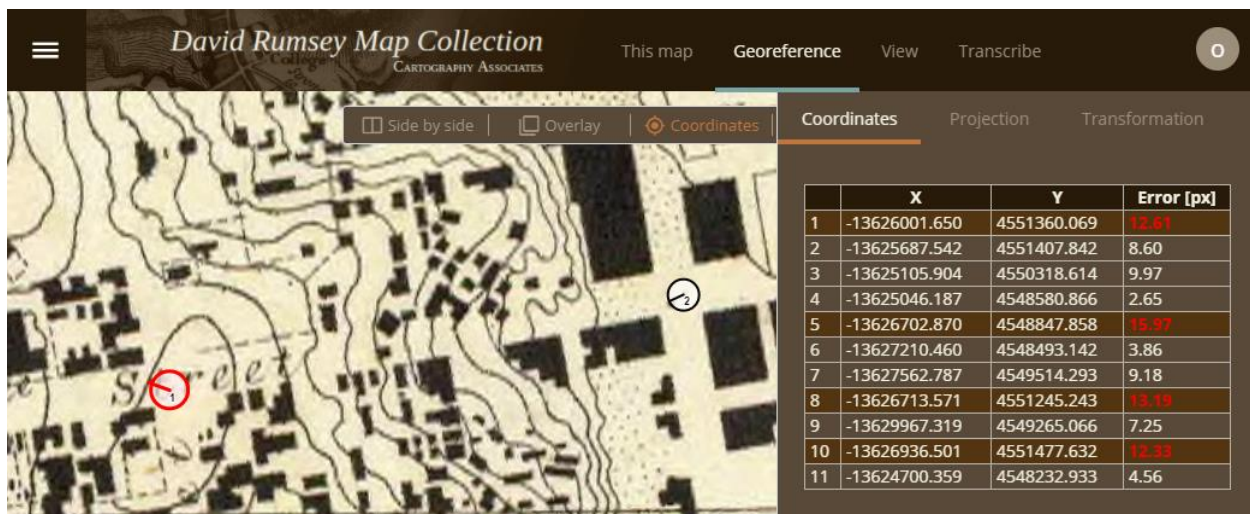 David Rumsey Map Collection
CARTOGRAPHY ASSOCIATES
This map Georeference View Transcribe O
Side by side | Overlay | Coordinates |
Coordinates Projection Transformation
X Y Error [px]
1 -13626001.650 4551360.069 12.61
2 -13625687.542 4551407.842 8.60
3 -13625105.904 4550318.614 9.97
4 -13625046.187 4548580.866 2.65
5 -13626702.870 4548847.858 15.97
6 -13627210.460 4548493.142 3.86
7 -13627562.787 4549514.293 9.18
8 -13626713.571 4551245.243 13.19
9 -13629967.319 4549265.066 7.25
10 -13626936.501 4551477.632 12.33
11 -13624700.359 4548232.933 4.56
2
Street
1